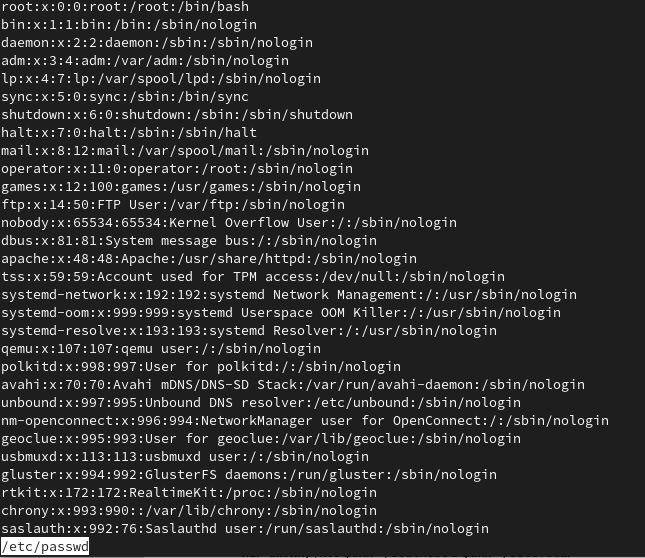 root:x:0:0:root:/root:/bin/bash
bin:x:1:1:bin:/bin:/sbin/nologin
daemon:x:2:2:daemon:/sbin:/sbin/nologin
adm:x:3:4:adm:/var/adm:/sbin/nologin
lp:x:4:7:lp:/var/spool/lpd:/sbin/nologin
sync:x:5:0:sync:/sbin:/bin/sync
shutdown:x:6:0:shutdown:/sbin:/sbin/shutdown
halt:x:7:0:halt:/sbin:/sbin/halt
mail:x:8:12:mail:/var/spool/mail:/sbin/nologin
operator:x:11:0:operator:/root:/sbin/nologin
games:x:12:100:games:/usr/games:/sbin/nologin
ftp:x:14:50:FTP User:/var/ftp:/sbin/nologin
nobody:x:65534:65534:Kernel Overflow User:/:/sbin/nologin
dbus:x:81:81:System message bus:/:/sbin/nologin
apache:x:48:48:Apache:/usr/share/httpd:/sbin/nologin
tss:x:59:59:Account used for TPM access:/dev/null:/sbin/nologin
systemd-network:x:192:192:systemd Network Management:/:/usr/sbin/nologin
systemd-oom:x:999:999:systemd Userspace OOM Killer:/:/usr/sbin/nologin
systemd-resolve:x:193:193:systemd Resolver:/:/usr/sbin/nologin
qemu:x:107:107:qemu user:/:/sbin/nologin
polkitd:x:998:997:User for polkitd:/:/sbin/nologin
avahi:x:70:70:Avahi mDNS/DNS-SD Stack:/var/run/avahi-daemon:/sbin/nologin
unbound:x:997:995:Unbound DNS resolver:/etc/unbound:/sbin/nologin
nm-openconnect:x:996:994:NetworkManager user for OpenConnect:/:/sbin/nologin
geoclue:x:995:993:User for geoclue:/var/lib/geoclue:/sbin/nologin
usbmuxd:x:113:113:usbmuxd user:/:/sbin/nologin
gluster:x:994:992:GlusterFS daemons:/run/gluster:/sbin/nologin
rtkit:x:172:172:RealtimeKit:/proc:/sbin/nologin
chrony:x:993:990::/var/lib/chrony:/sbin/nologin
saslauth:x:992:76:Saslauthd user:/run/saslauthd:/sbin/nologin
/etc/passwd